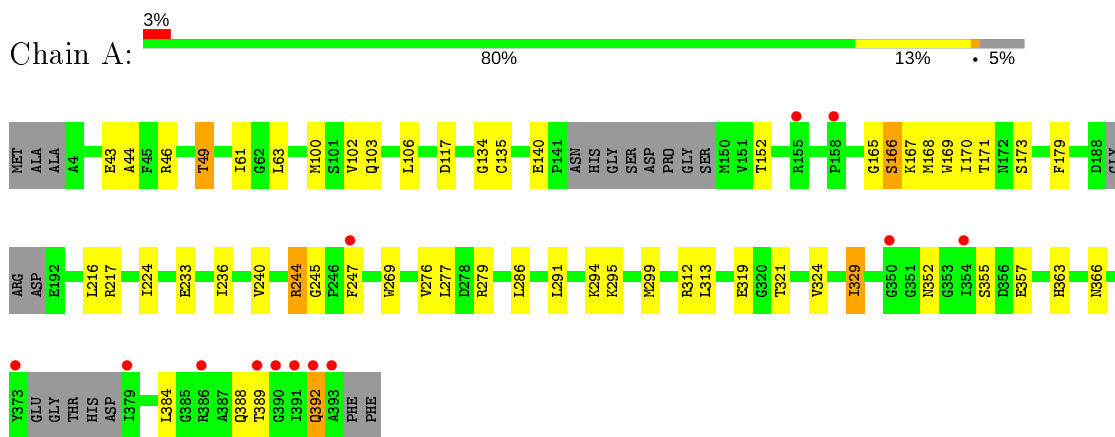 3%
Chain A:
80% 13% • 5%
MET ALA ALA A4 E43 A44 F45 R46 T49 I61 G62 L63 M100 S101 V102 Q103 L106 D117 G134 C135 E140 P141 ASN HIS GLY SER ASP PRO GLY SER M150 V151 T152 R155 P158 G165 S166 K167 M168 W169 I170 T171 N172 S173 F179 D188 GLY
ARG ASP E192 L216 R217 I224 E233 I236 V240 R244 G245 P246 F247 W269 V276 L277 D278 R279 L286 L291 K294 K295 M299 R312 L313 E319 G320 T321 V324 I329 G350 G351 N352 G353 I354 S355 D356 E357 H363 N366
Y373 GLU GLY THR HIS ASP I379 L384 G385 R386 A387 Q388 T389 G390 I391 Q392 A393 PHE PHE